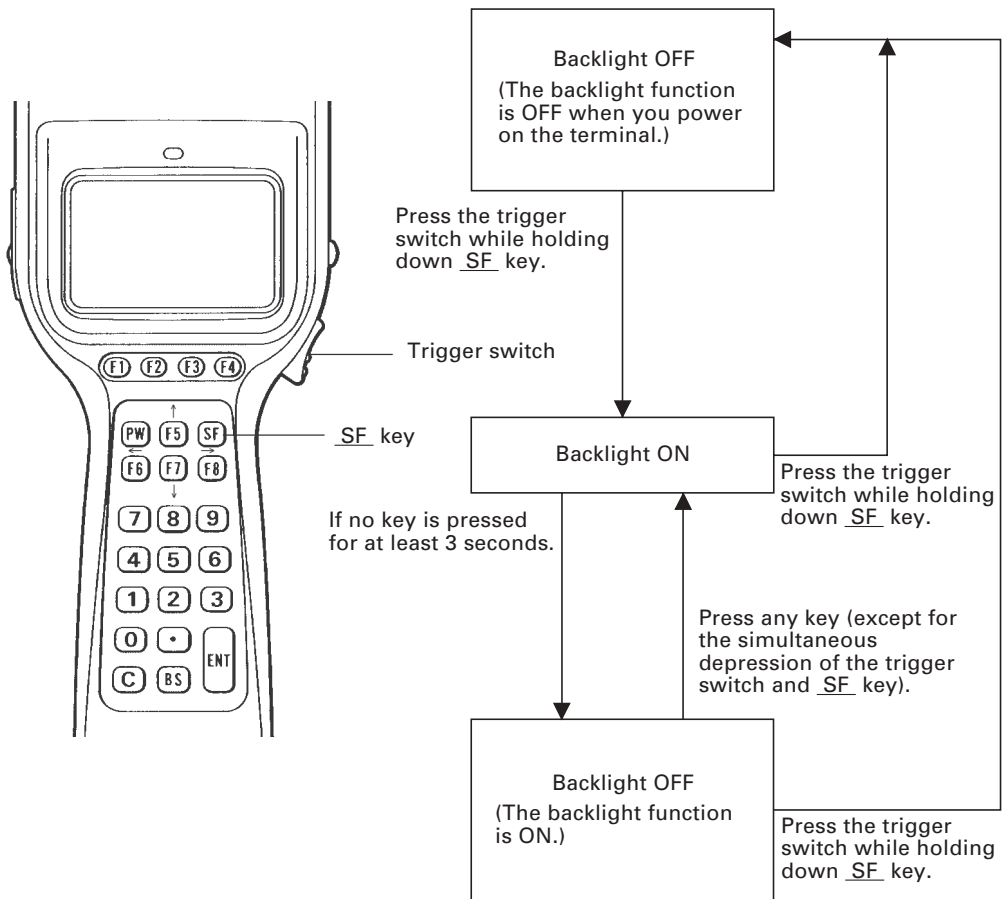 Backlight OFF
(The backlight function
is OFF when you power
on the terminal.)
Press the trigger
switch while holding
down SF key.
Trigger switch
F1 F2 F3 F4
PW F5 SF
SF key
F6 F7 F8
Backlight ON
Press the trigger
switch while holding
down SF key.
If no key is pressed
for at least 3 seconds.
7 8 9
4 5 6
1 2 3
0 . ENT
C BS
Press any key (except for
the simultaneous
depression of the trigger
switch and SF key).
Backlight OFF
(The backlight function
is ON.)
Press the trigger
switch while holding
down SF key.